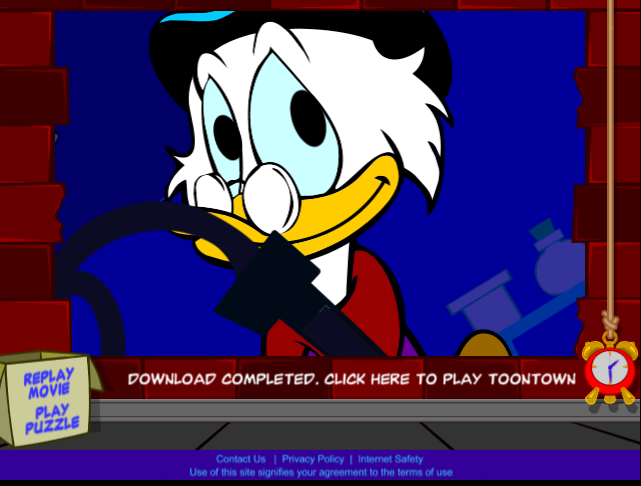 REPLAY
MOVIE
PLAY
PUZZLE
DOWNLOAD COMPLETED. CLICK HERE TO PLAY TOONTOWN
Contact Us | Privacy Policy | Internet Safety
Use of this site signifies your agreement to the terms of use